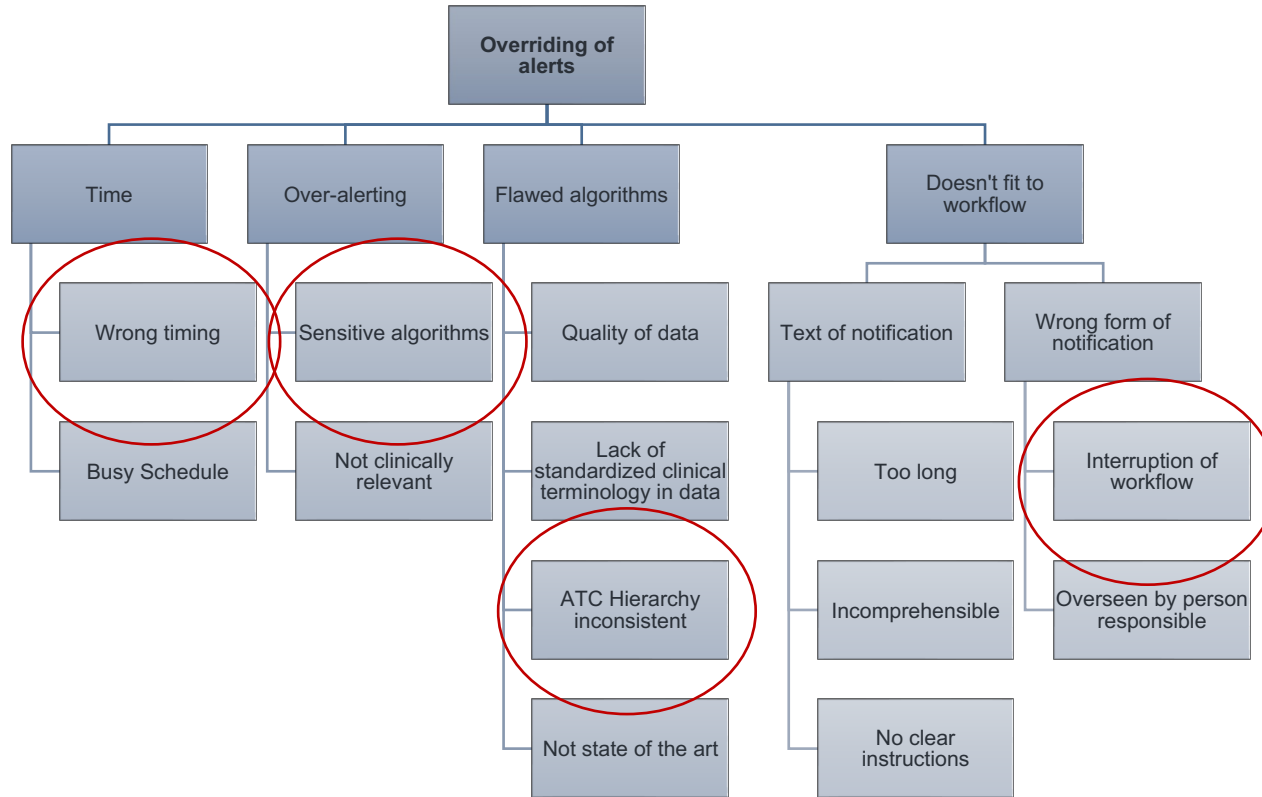 Overriding of
alerts
Time
Over-alerting
Flawed algorithms
Doesn't fit to
workflow
Wrong timing
Sensitive algorithms
Quality of data
Text of notification
Wrong form of
notification
Busy Schedule
Not clinically
relevant
Lack of
standardized clinical
terminology in data
Too long
Interruption of
workflow
ATC Hierarchy
inconsistent
Incomprehensible
Overseen by person
responsible
Not state of the art
No clear
instructions